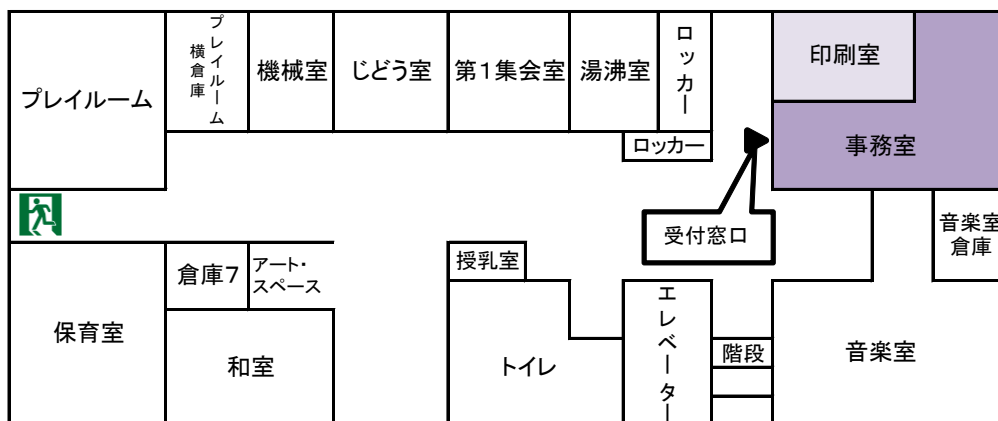 プレイルーム
プレイルーム
横倉庫
機械室
じどう室
第1集会室
湯沸室
ロッカー
ロッカー
印刷室
事務室
受付窓口
音楽室
倉庫
倉庫7
アート・
スペース
授乳室
保育室
和室
トイレ
エレベーター
階段
音楽室